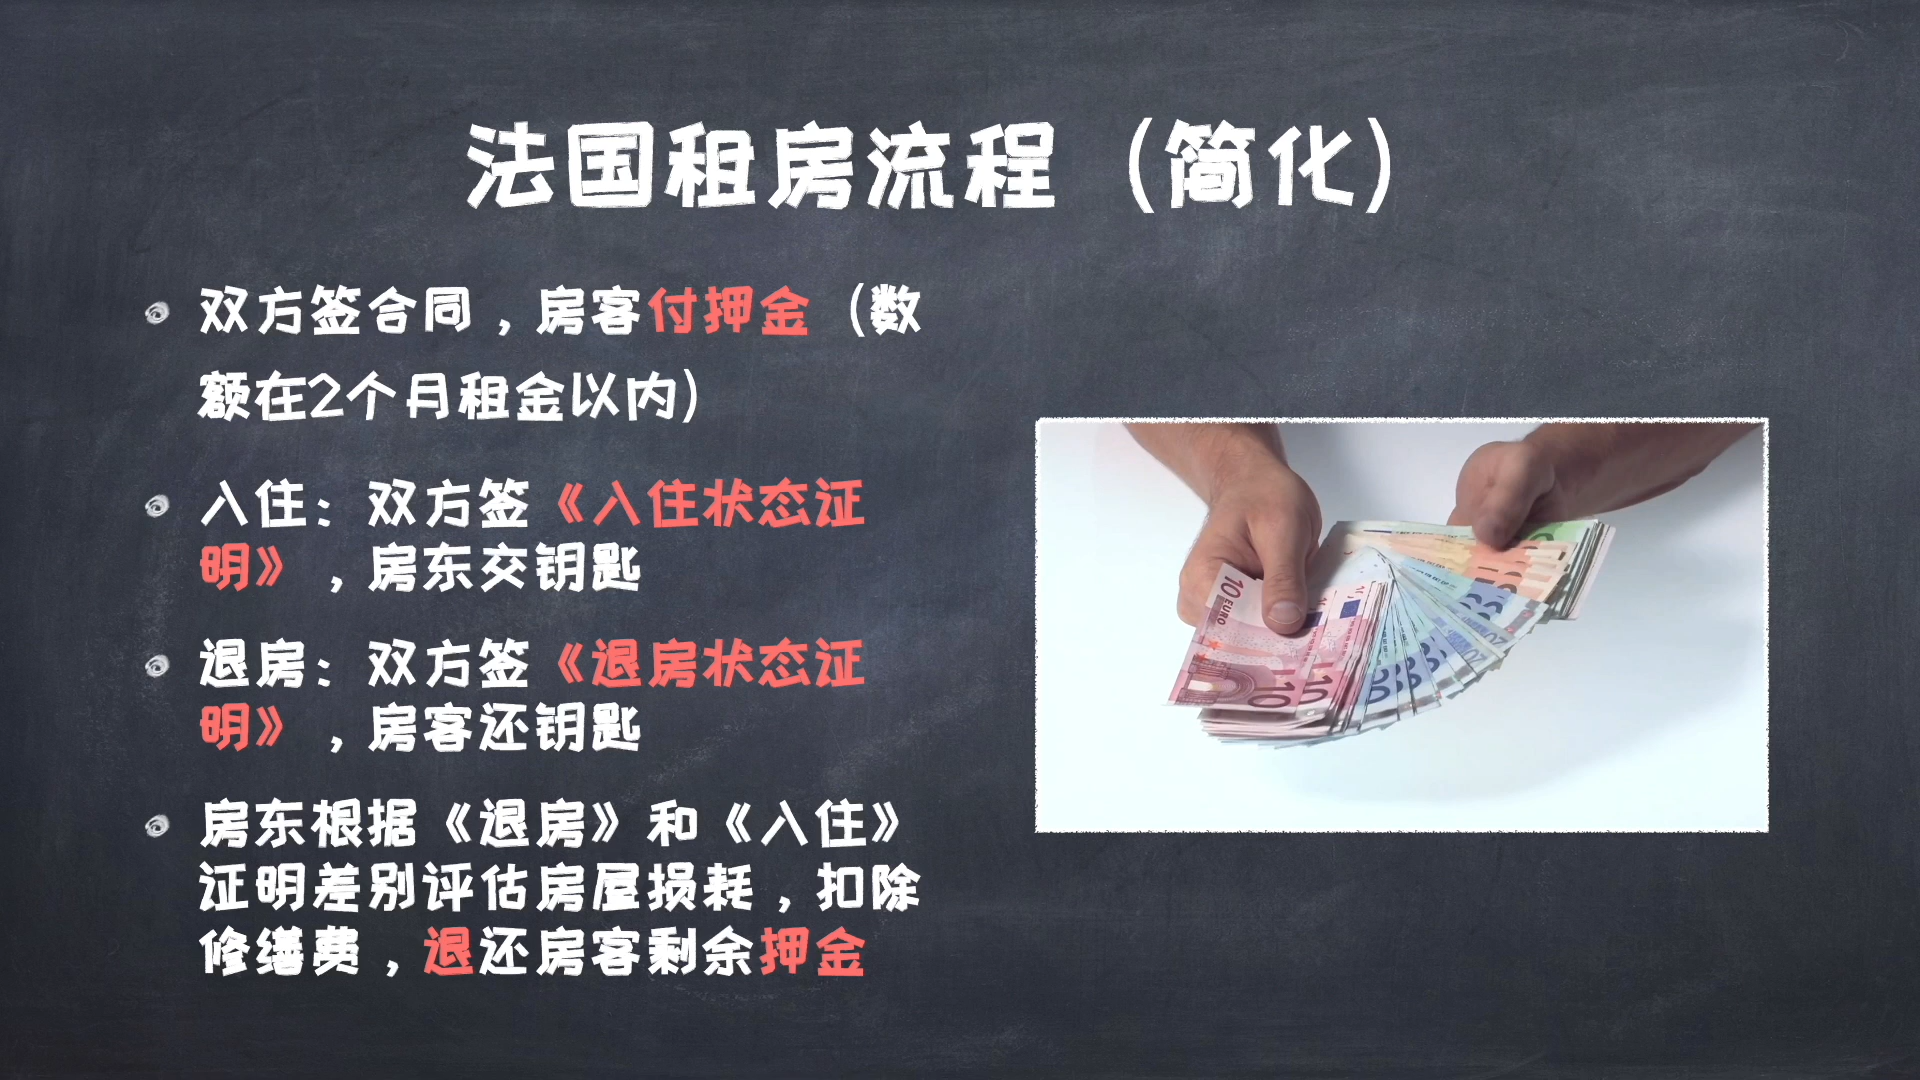 法国租房流程（简化）
双方签合同，房客付押金（数
额在2个月租金以内）
入住：双方签《入住状态证
明》，房东交钥匙
退房：双方签《退房状态证
明》，房客还钥匙
房东根据《退房》和《入住》
证明差别评估房屋损耗，扣除
修缮费，退还房客剩余押金
10 EURO
10
10